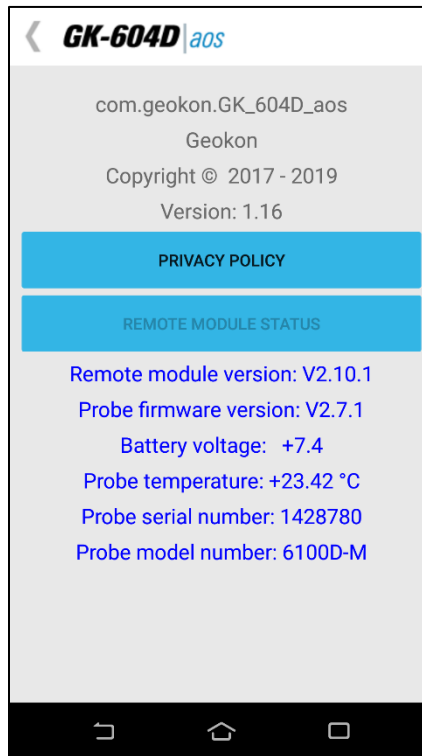 GK-604D|aos
com.geokon.GK_604D_aos
Geokon
Copyright © 2017 - 2019
Version: 1.16
PRIVACY POLICY
REMOTE MODULE STATUS
Remote module version: V2.10.1
Probe firmware version: V2.7.1
Battery voltage: +7.4
Probe temperature: +23.42 °C
Probe serial number: 1428780
Probe model number: 6100D-M